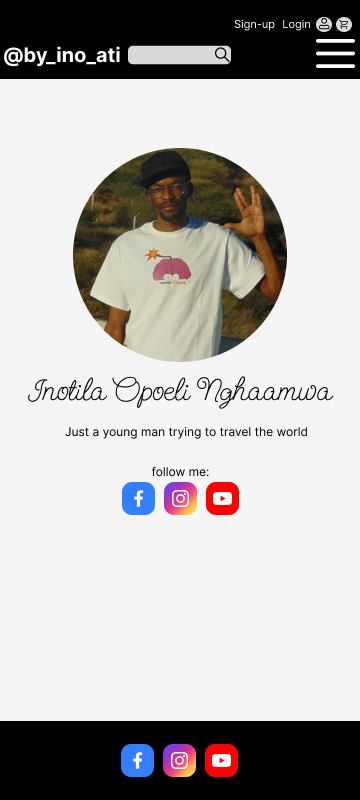 Sign-up Login
@by_ino_ati
Inotila Opoeli Nghaamwa
Just a young man trying to travel the world
follow me: